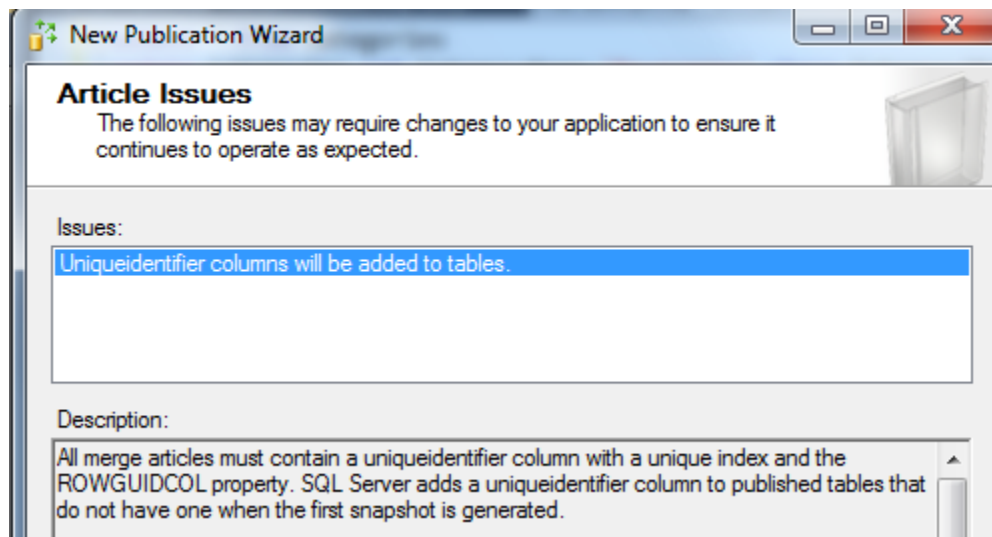 New Publication Wizard
Article Issues
The following issues may require changes to your application to ensure it
continues to operate as expected.
Issues:
Uniqueidentifier columns will be added to tables.
Description:
All merge articles must contain a uniqueidentifier column with a unique index and the
ROWGUIDCOL property. SQL Server adds a uniqueidentifier column to published tables that
do not have one when the first snapshot is generated.